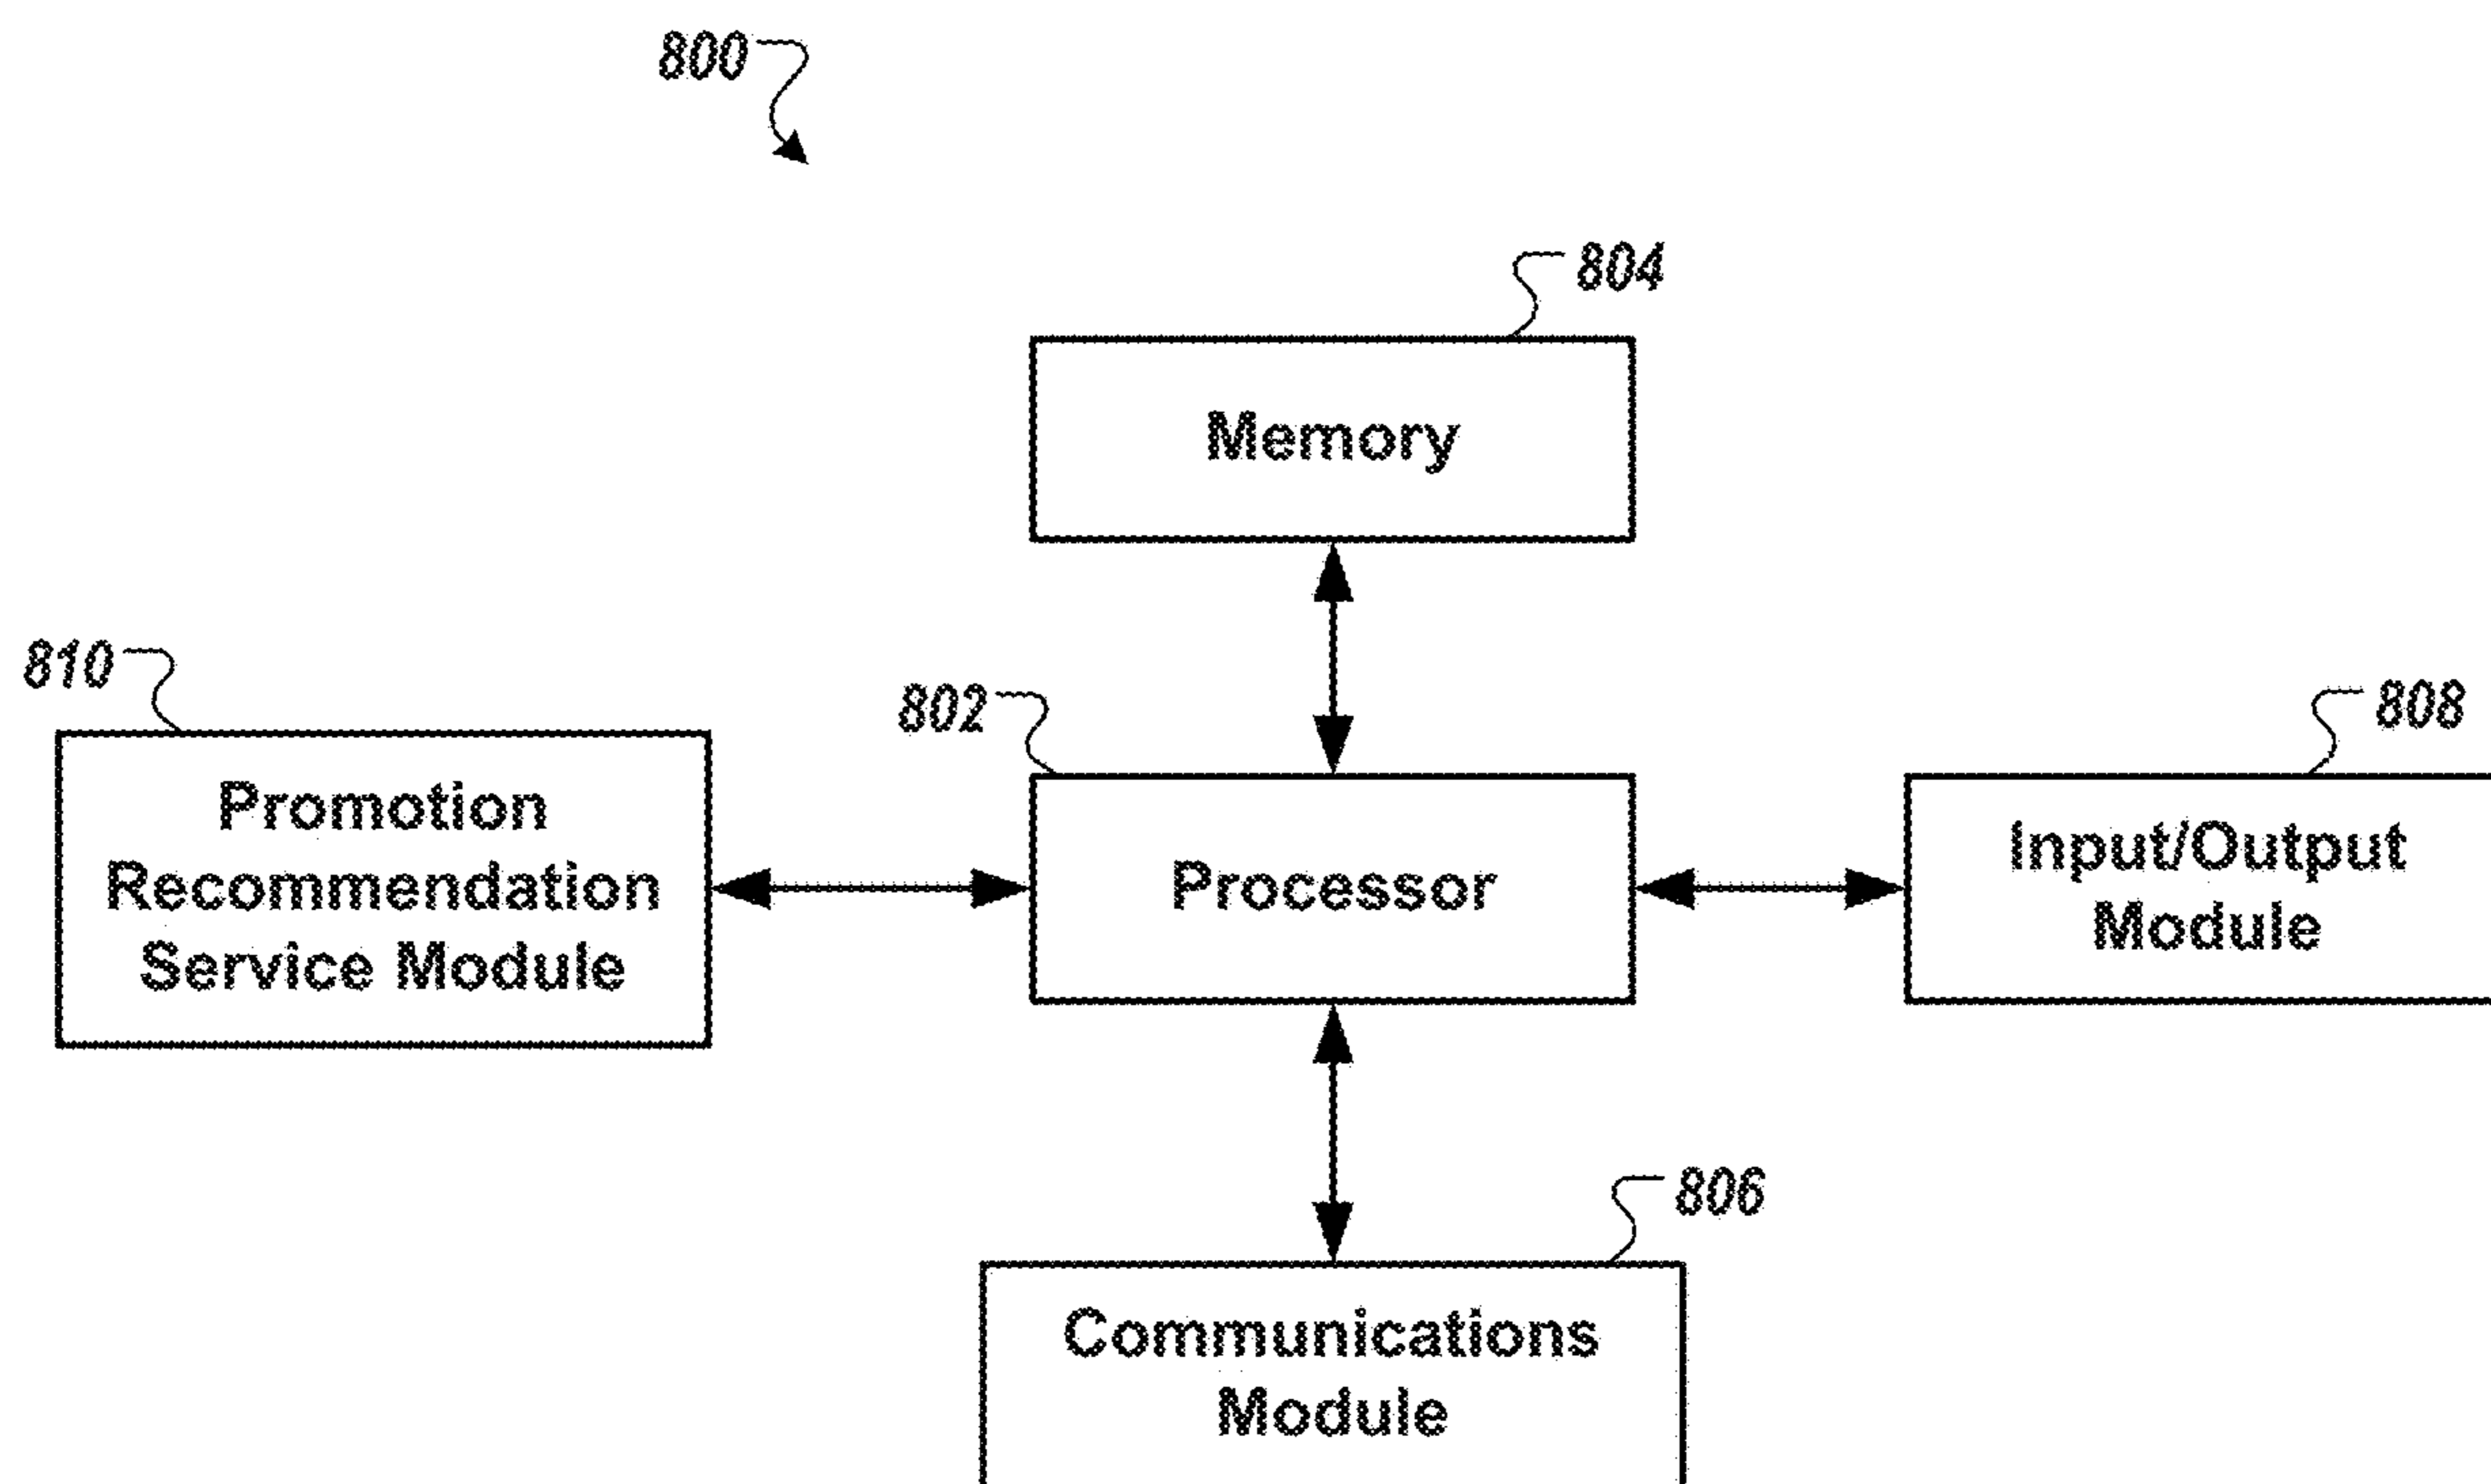 800
804
Memory
810
802
808
Promotion
Recommendation
Service Module
Processor
Input/Output
Module
806
Communications
Module